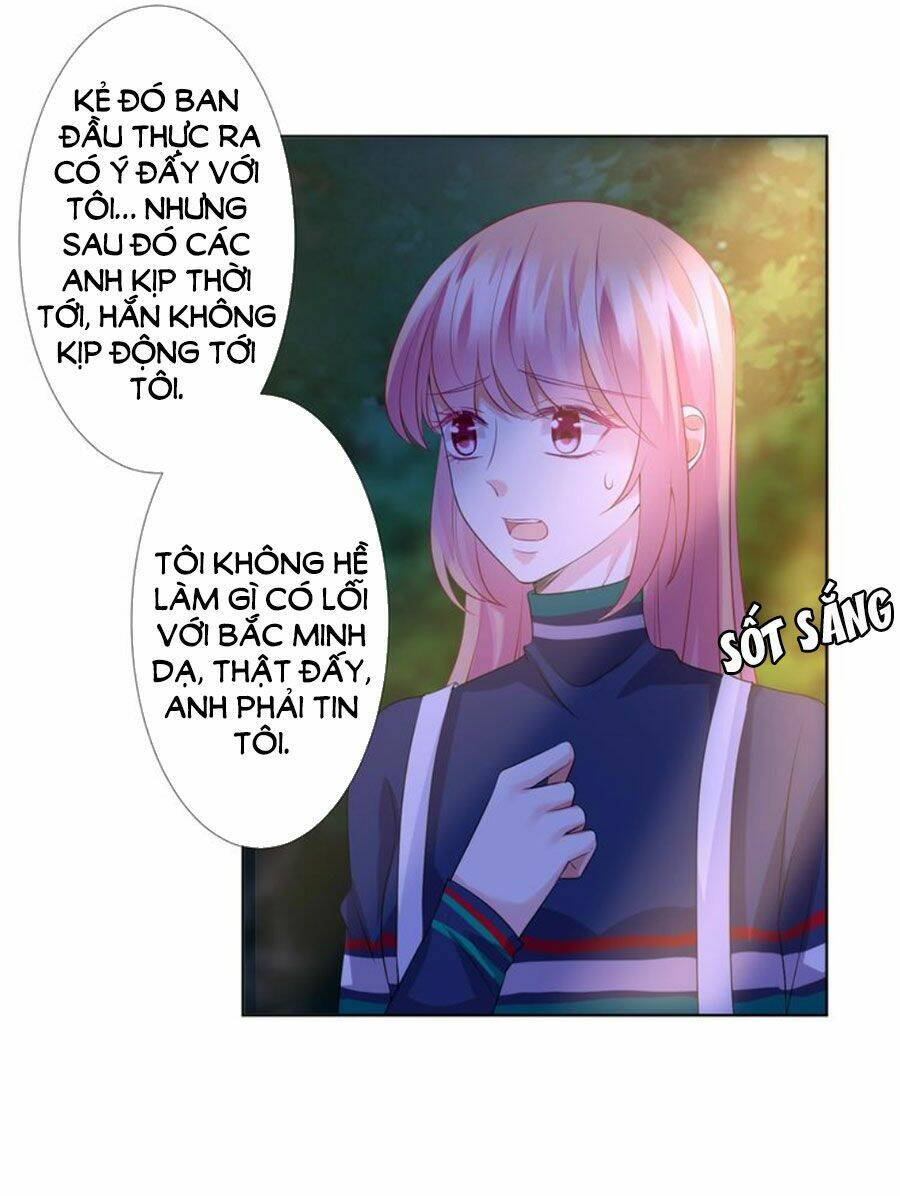 KẺ ĐÓ BAN
ĐẦU THỰC RA
CÓ Ý ĐẤY VỚI
TÔI... NHƯNG
SAU ĐÓ CÁC
ANH KỊP THỜI
TỚI, HẮN KHÔNG
KỊP ĐỘNG TỚI
TÔI.
TÔI KHÔNG HỀ
LÀM GÌ CÓ LỖI
VỚI BẮC MINH
DẠ, THẬT ĐẤY,
ANH PHẢI TIN
TÔI.
SỐT SẮNG